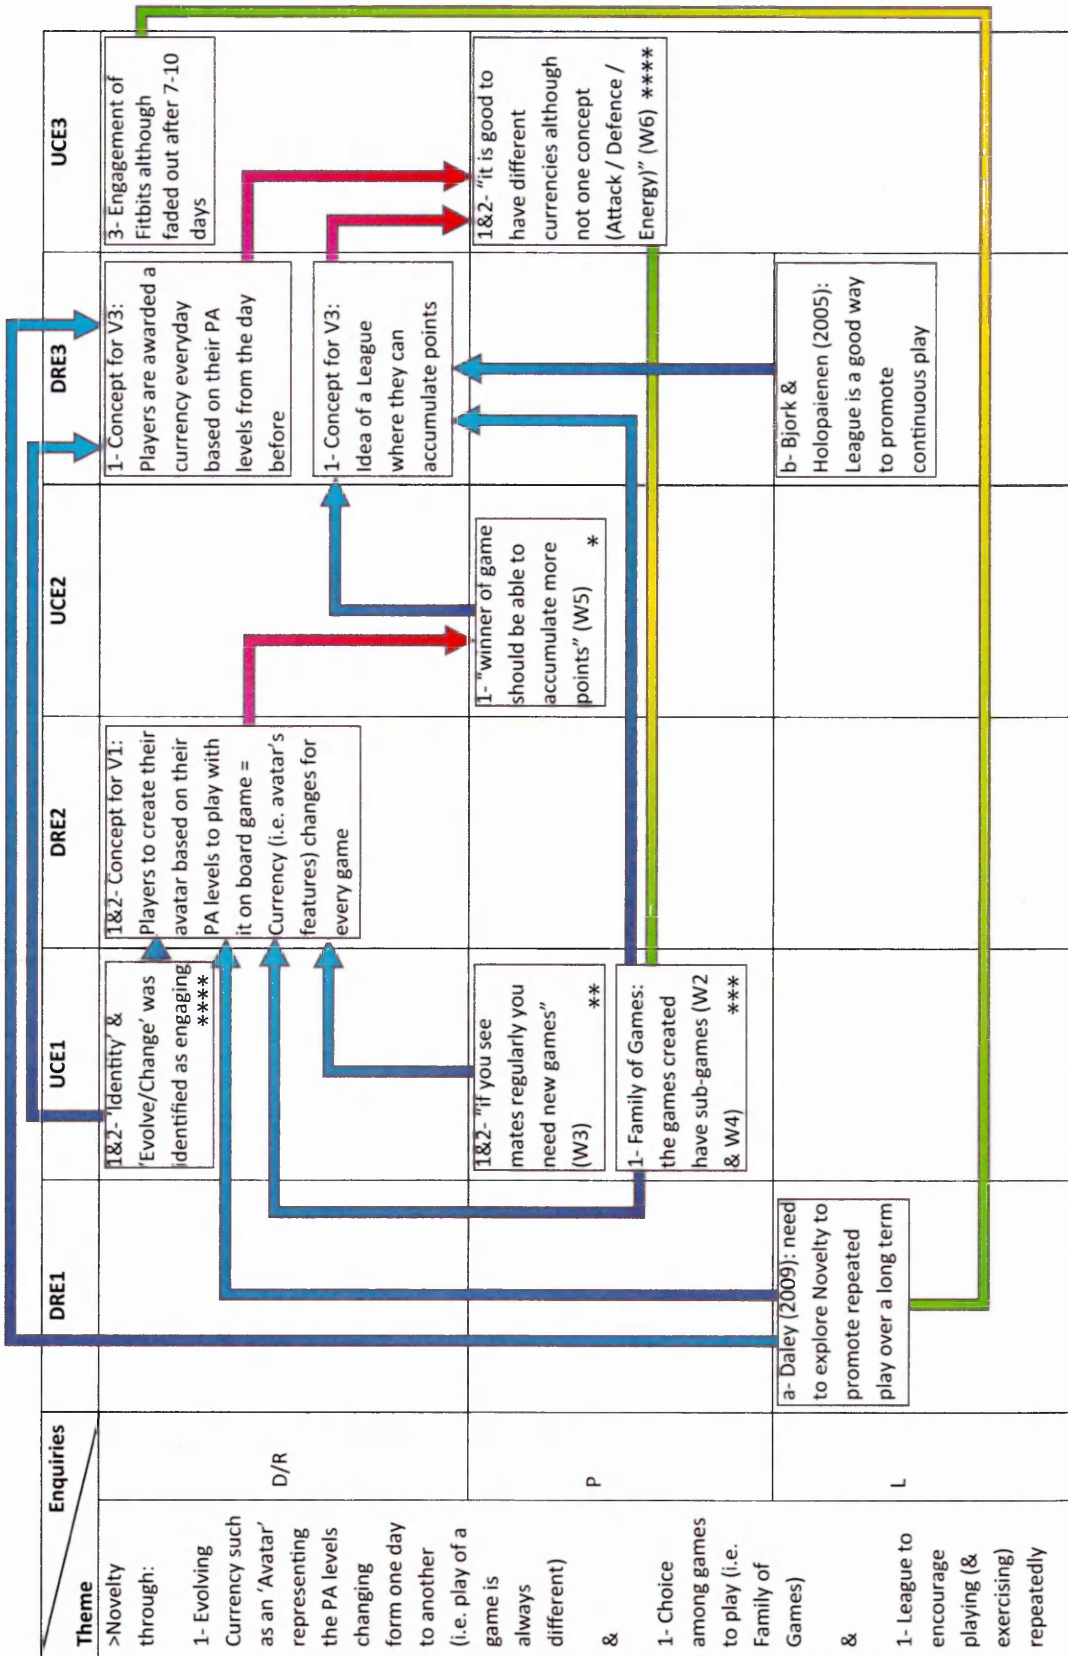 Theme
Enquiries
DRE1
UCE1
DRE2
UCE2
DRE3
UCE3
>Novelty
through:
1- Evolving
Currency such
as an 'Avatar'
representing
the PA levels
changing
form one day
to another
(i.e. play of a
game is
always
different)
&
1- Choice
among games
to play (i.e.
Family of
Games)
&
1- League to
encourage
playing (&
exercising)
repeatedly
D/R
1&2- 'Identity' &
'Evolve/Change' was
identified as engaging
****
1&2- Concept for V1:
Players to create their
avatar based on their
PA levels to play with
it on board game =
Currency (i.e. avatar's
features) changes for
every game
1- Concept for V3:
Players are awarded a
currency everyday
based on their PA
levels from the day
before
1- Concept for V3:
Idea of a League
where they can
accumulate points
3- Engagement of
Fitbits although
faded out after 7-10
days
P
1&2- "if you see
mates regularly you
need new games"
(W3) **
1- Family of Games:
the games created
have sub-games (W2
& W4) ***
1- "winner of game
should be able to
accumulate more
points" (W5) *
1&2- "it is good to
have different
currencies although
not one concept
(Attack / Defence /
Energy)" (W6) ****
L
a- Daley (2009): need
to explore Novelty to
promote repeated
play over a long term
b- Bjork &
Holopaienen (2005):
League is a good way
to promote
continuous play